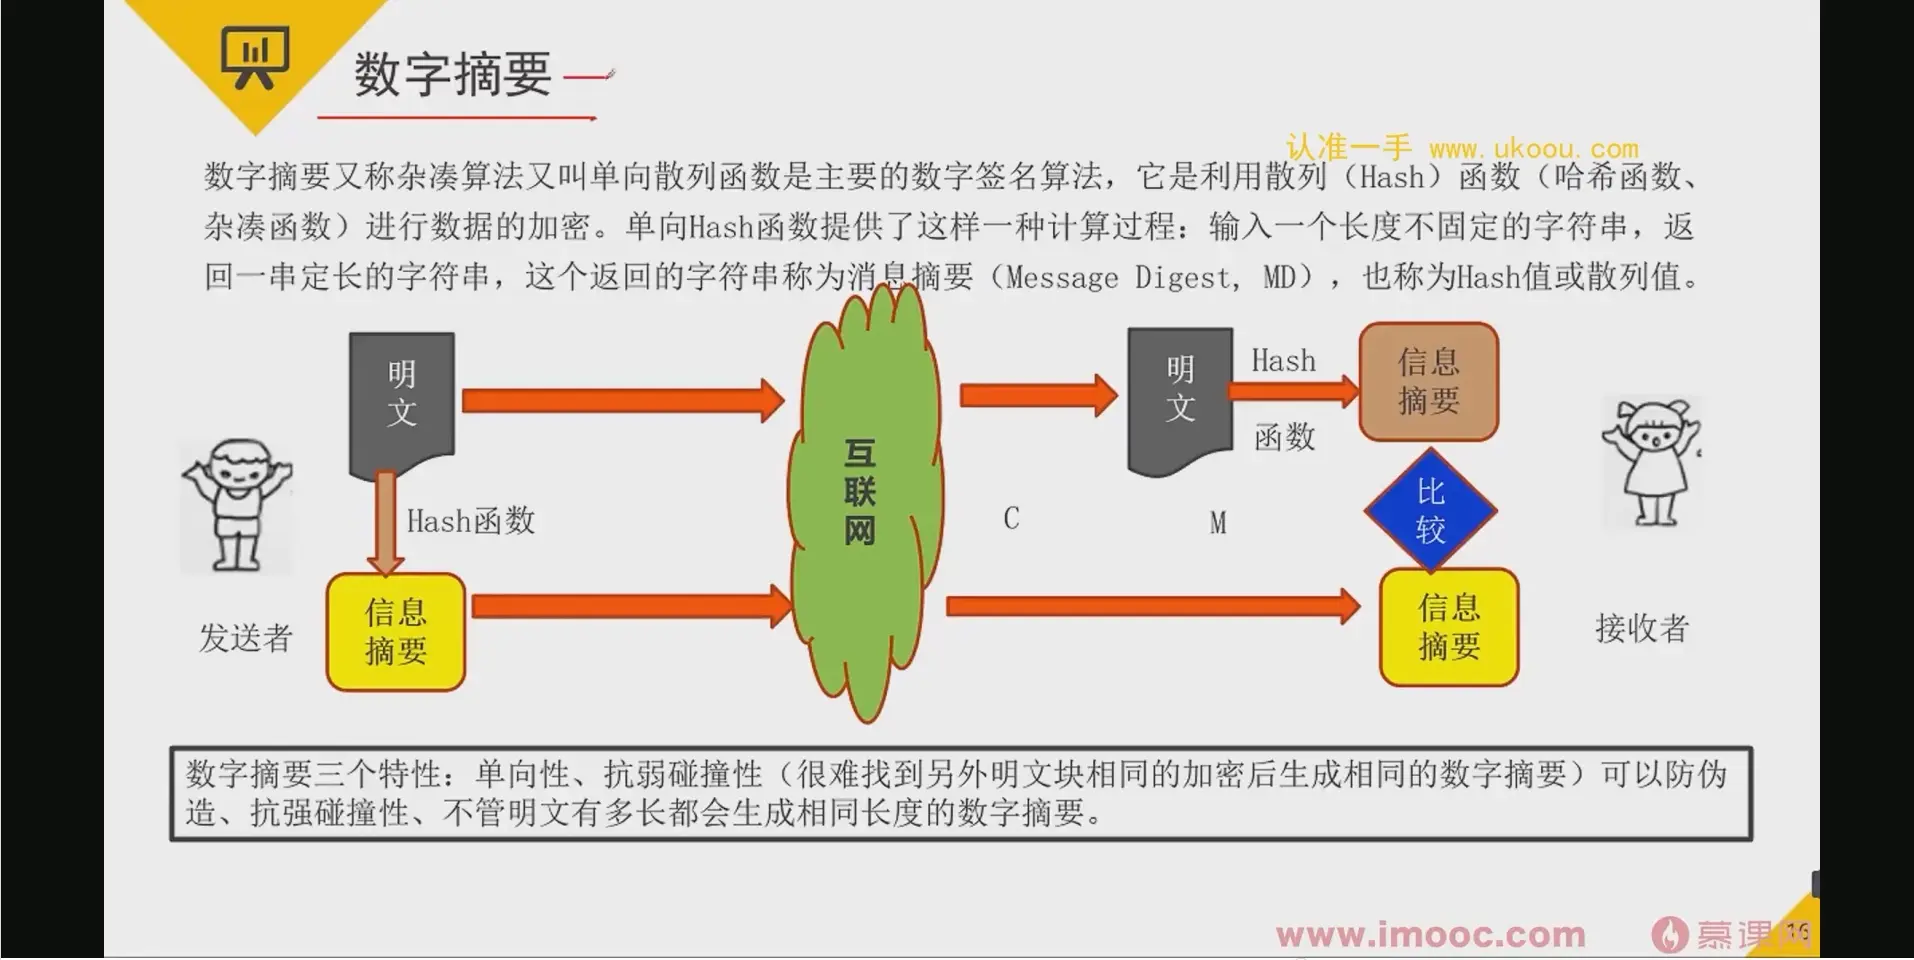 数字摘要
认准一手 www.ukoou.com
数字摘要又称杂凑算法又叫单向散列函数是主要的数字签名算法，它是利用散列（Hash）函数（哈希函数、
杂凑函数）进行数据的加密。单向Hash函数提供了这样一种计算过程：输入一个长度不固定的字符串，返
回一串定长的字符串，这个返回的字符串称为消息摘要（Message Digest, MD），也称为Hash值或散列值。
明
文
互
联
网
明
文
Hash
函数
信息
摘要
Hash函数
C
M
比
较
发送者
信息
摘要
信息
摘要
接收者
数字摘要三个特性：单向性、抗弱碰撞性（很难找到另外明文块相同的加密后生成相同的数字摘要）可以防伪
造、抗强碰撞性、不管明文有多长都会生成相同长度的数字摘要。
www.imooc.com
慕课网
16